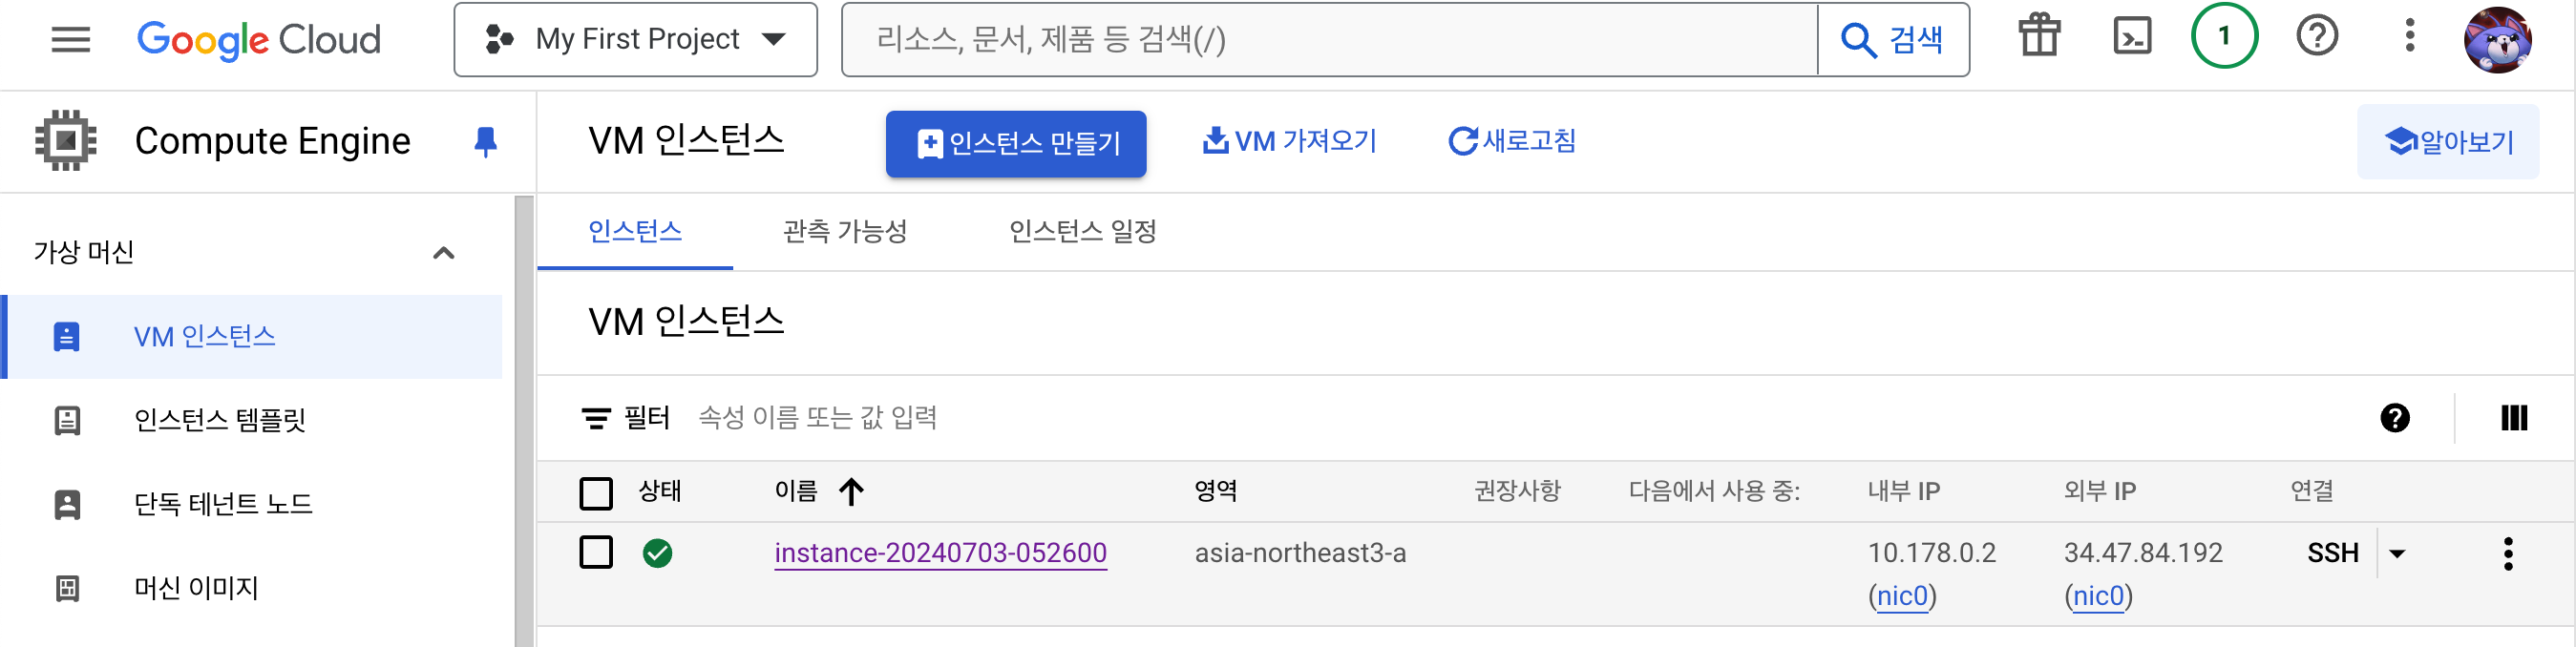 Google Cloud
My First Project
리소스, 문서, 제품 등 검색(/)
검색
1
Compute Engine
VM 인스턴스
인스턴스 만들기
VM 가져오기
새로고침
알아보기
가상 머신
VM 인스턴스
인스턴스 템플릿
단독 테넌트 노드
머신 이미지
인스턴스 관측 가능성 인스턴스 일정
VM 인스턴스
필터 속성 이름 또는 값 입력
상태 이름 영역 권장사항 다음에서 사용 중: 내부 IP 외부 IP 연결
instance-20240703-052600 asia-northeast3-a 10.178.0.2 34.47.84.192 SSH
(nic0) (nic0)